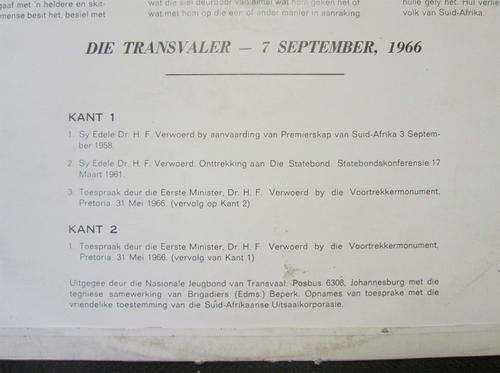 gaaf met 'n heldere en skit-
mense besit het, besiel met
wat met hom op die een of ander manier in aanraking
hulle gely het. Hul verlies
volk van Suid-Afrika.
DIE TRANSVALER — 7 SEPTEMBER, 1966
KANT 1
1. Sy Edele Dr. H. F. Verwoerd by aanvaarding van Premierskap van Suid-Afrika 3 Septem-
ber 1958.
2. Sy Edele Dr. H. F. Verwoerd: Onttrekking aan Die Statebond. Statebondskonferensie 17
Maart 1961.
3. Toespraak deur die Eerste Minister, Dr. H. F. Verwoerd by die Voortrekkermonument,
Pretoria. 31 Mei 1966. (vervolg op Kant 2)
KANT 2
1. Toespraak deur die Eerste Minister, Dr. H. F. Verwoerd by die Voortrekkermonument,
Pretoria. 31 Mei 1966. (vervolg van Kant 1)
Uitgegee deur die Nasionale Jeugbond van Transvaal, Posbus 6308, Johannesburg met die
tegniese samewerking van Brigadiers (Edms.) Beperk. Opnames van toesprake met die
vriendelike toestemming van die Suid-Afrikaanse Uitsaaikorporasie.